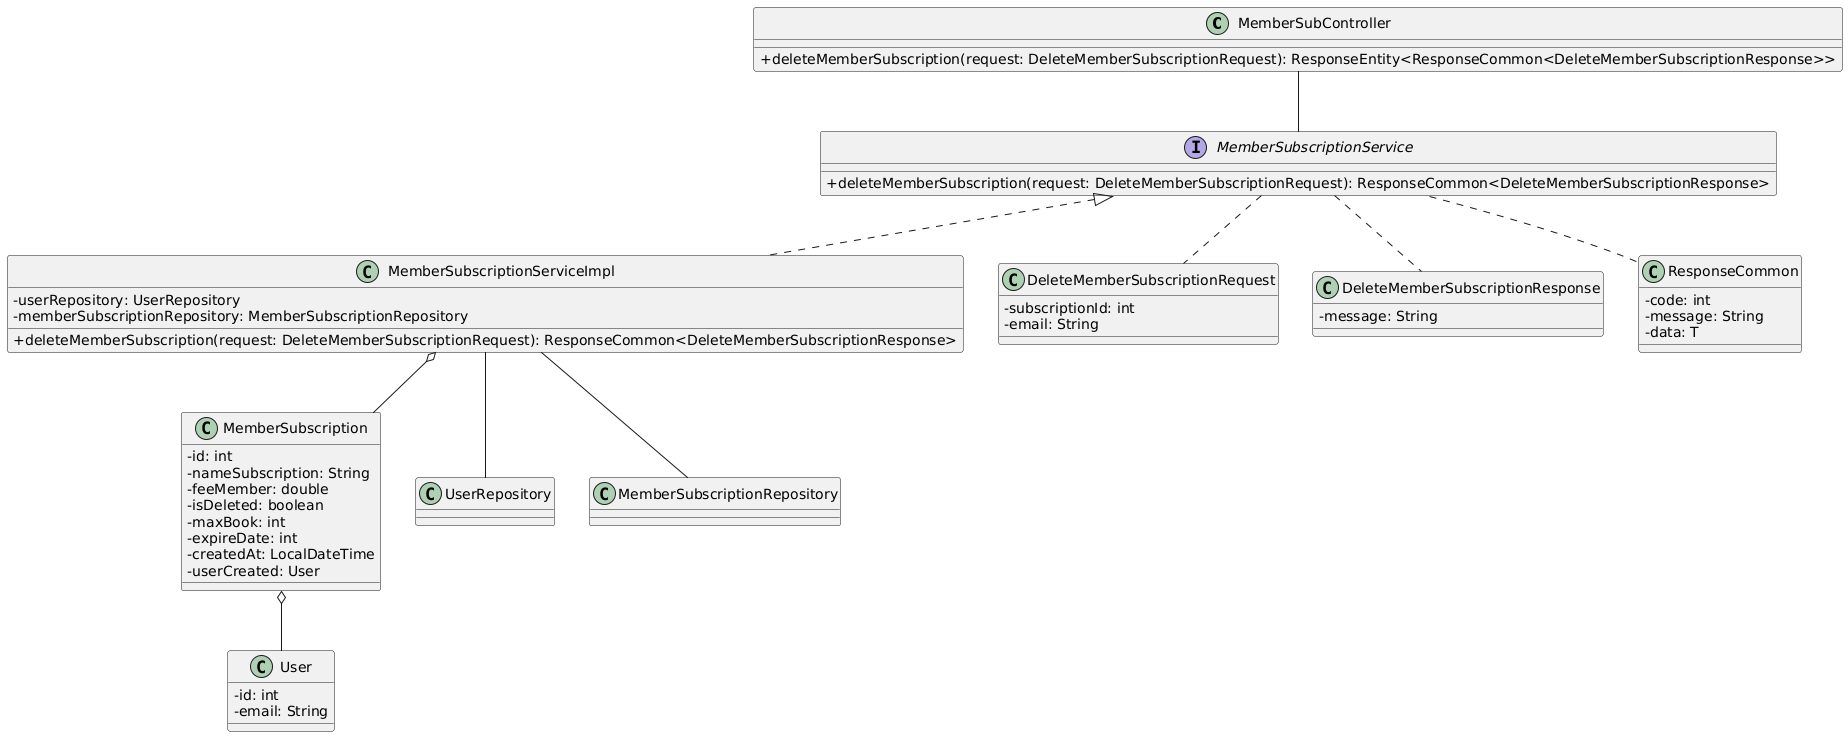 C MemberSubController
+deleteMemberSubscription(request: DeleteMemberSubscriptionRequest): ResponseEntity<ResponseCommon<DeleteMemberSubscriptionResponse>>
I MemberSubscriptionService
+deleteMemberSubscription(request: DeleteMemberSubscriptionRequest): ResponseCommon<DeleteMemberSubscriptionResponse>
C MemberSubscriptionServiceImpl
-userRepository: UserRepository
-memberSubscriptionRepository: MemberSubscriptionRepository
+deleteMemberSubscription(request: DeleteMemberSubscriptionRequest): ResponseCommon<DeleteMemberSubscriptionResponse>
C DeleteMemberSubscriptionRequest
-subscriptionId: int
-email: String
C DeleteMemberSubscriptionResponse
-message: String
C ResponseCommon
-code: int
-message: String
-data: T
C MemberSubscription
-id: int
-nameSubscription: String
-feeMember: double
-isDeleted: boolean
-maxBook: int
-expireDate: int
-createdAt: LocalDateTime
-userCreated: User
C UserRepository
C MemberSubscriptionRepository
C User
-id: int
-email: String